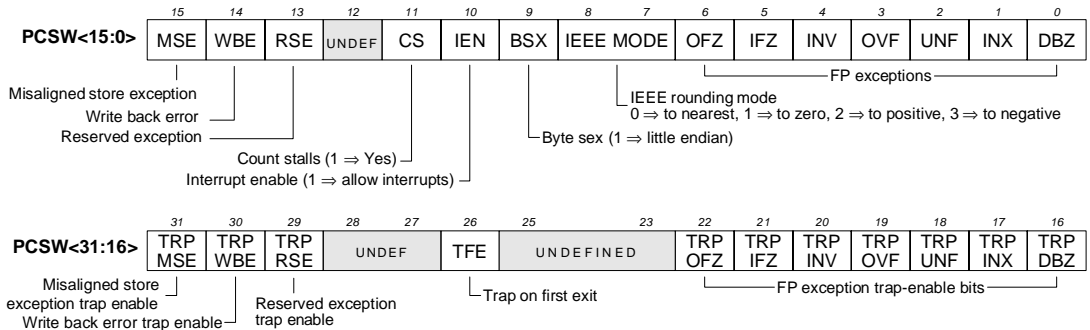 15 14 13 12 11 10 9 8 7 6 5 4 3 2 1 0
PCSW<15:0> MSE WBE RSE UNDEF CS IEN BSX IEEE MODE OFZ IFZ INV OVF UNF INX DBZ
Misaligned store exception
Write back error
Reserved exception
FP exceptions
IEEE rounding mode
0 ⇒ to nearest, 1 ⇒ to zero, 2 ⇒ to positive, 3 ⇒ to negative
Byte sex (1 ⇒ little endian)
Count stalls (1 ⇒ Yes)
Interrupt enable (1 ⇒ allow interrupts)
31 30 29 28 27 26 25 23 22 21 20 19 18 17 16
PCSW<31:16> TRP MSE TRP WBE TRP RSE UNDEF TFE UNDEFINED TRP OFZ TRP IFZ TRP INV TRP OVF TRP UNF TRP INX TRP DBZ
Misaligned store
exception trap enable
Write back error trap enable
Reserved exception
trap enable
Trap on first exit
FP exception trap-enable bits